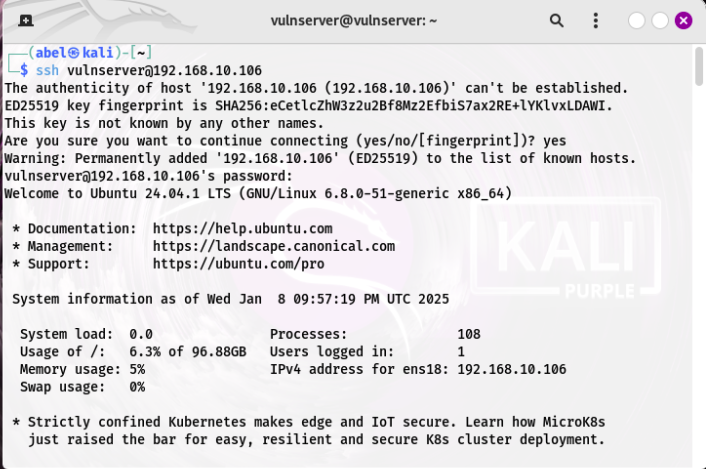 vulnserver@vulnserver: ~
┌──(abel㉿kali)-[~]
└─$ ssh vulnserver@192.168.10.106
The authenticity of host '192.168.10.106 (192.168.10.106)' can't be established.
ED25519 key fingerprint is SHA256:eCetlcZhW3z2u2Bf8Mz2EfbiS7ax2RE+lYKlvxLDAWI.
This key is not known by any other names.
Are you sure you want to continue connecting (yes/no/[fingerprint])? yes
Warning: Permanently added '192.168.10.106' (ED25519) to the list of known hosts.
vulnserver@192.168.10.106's password:
Welcome to Ubuntu 24.04.1 LTS (GNU/Linux 6.8.0-51-generic x86_64)
* Documentation:  https://help.ubuntu.com
* Management:     https://landscape.canonical.com
* Support:        https://ubuntu.com/pro
System information as of Wed Jan  8 09:57:19 PM UTC 2025
System load:  0.0                Processes:              108
Usage of /:   6.3% of 96.88GB   Users logged in:        1
Memory usage: 5%                 IPv4 address for ens18: 192.168.10.106
Swap usage:   0%
* Strictly confined Kubernetes makes edge and IoT secure. Learn how MicroK8s
just raised the bar for easy, resilient and secure K8s cluster deployment.
KALI
PURPLE